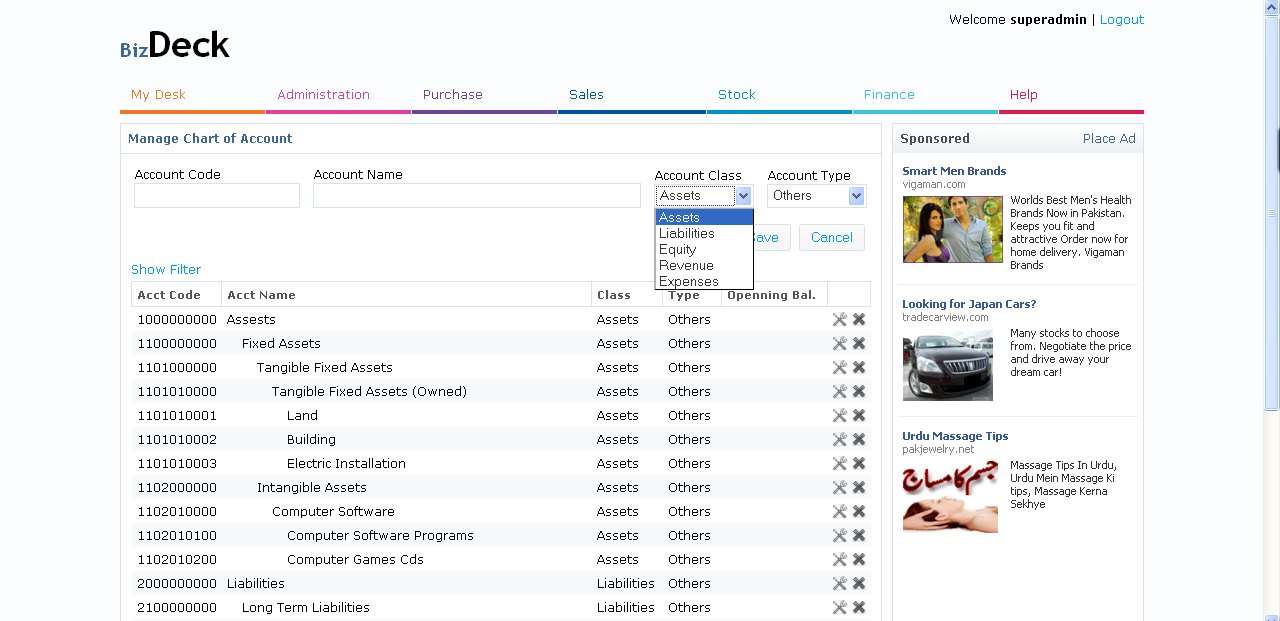 Welcome superadmin | Logout
BizDeck
My Desk Administration Purchase Sales Stock Finance Help
Manage Chart of Account
Account Code Account Name Account Class Account Type
Assets Others
Assets
Liabilities
Equity
Revenue
Expenses
Cancel
Show Filter
Acct Code Acct Name Class Type Openning Bal.
1000000000 Assests Assets Others
1100000000 Fixed Assets Assets Others
1101000000 Tangible Fixed Assets Assets Others
1101010000 Tangible Fixed Assets (Owned) Assets Others
1101010001 Land Assets Others
1101010002 Building Assets Others
1101010003 Electric Installation Assets Others
1102000000 Intangible Assets Assets Others
1102010000 Computer Software Assets Others
1102010100 Computer Software Programs Assets Others
1102010200 Computer Games Cds Assets Others
2000000000 Liabilities Liabilities Others
2100000000 Long Term Liabilities Liabilities Others
Sponsored Place Ad
Smart Men Brands
vigaman.com
Worlds Best Men's Health
Brands Now in Pakistan.
Keeps you fit and
attractive Order now for
home delivery. Vigaman
Brands
Looking for Japan Cars?
tradecarview.com
Many stocks to choose
from. Negotiate the price
and drive away your
dream car!
Urdu Massage Tips
pakjewelry.net
جسم کا مساج
Massage Tips In Urdu,
Urdu Mein Massage Ki
tips, Massage Kerna
Sekhye